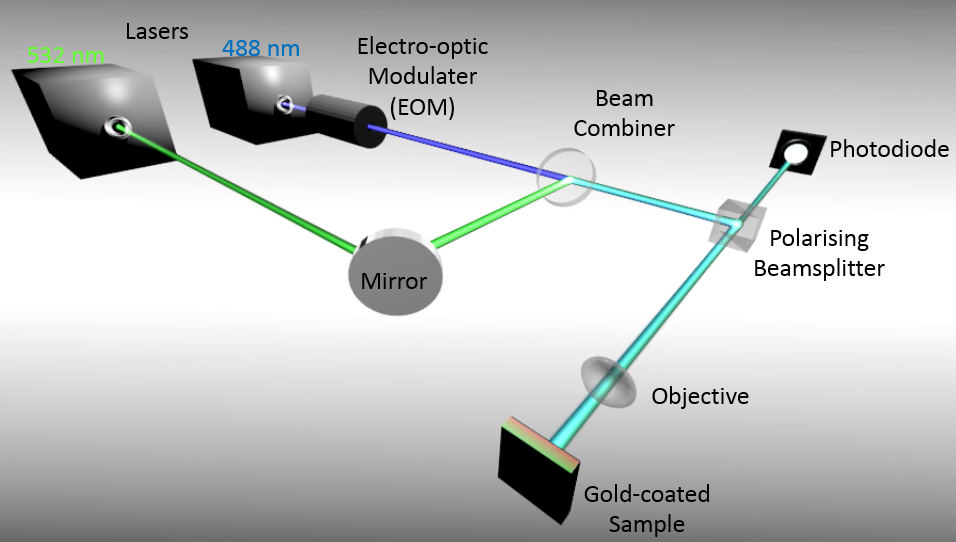 Lasers
532 nm
488 nm
Electro-optic
Modulater
(EOM)
Beam
Combiner
Photodiode
Polarising
Beamsplitter
Mirror
Objective
Gold-coated
Sample